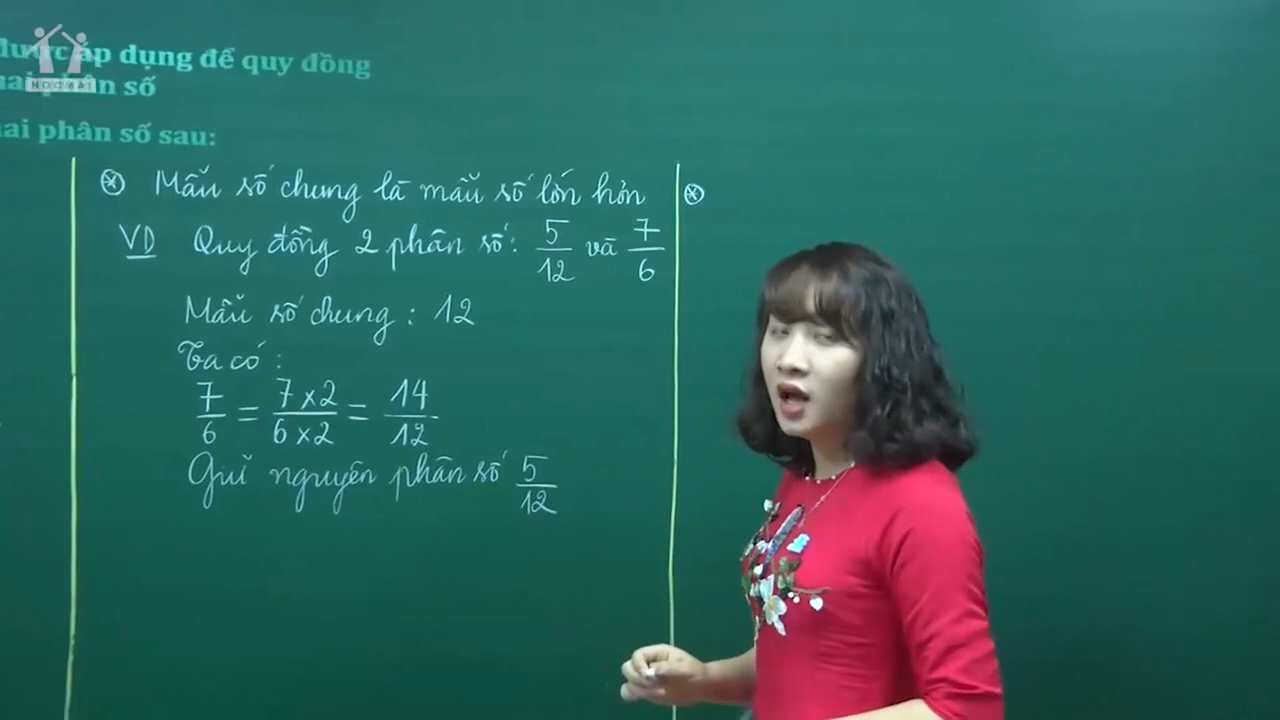 được áp dụng để quy đồng
hai phân số
HOCMAI
hai phân số sau:
⊛ Mẫu số chung là mẫu số lớn hơn
VD Quy đồng 2 phân số: 5/12 và 7/6
Mẫu số chung: 12
Ta có:
7/6 = 7×2/6×2 = 14/12
Giữ nguyên phân số 5/12
⊛